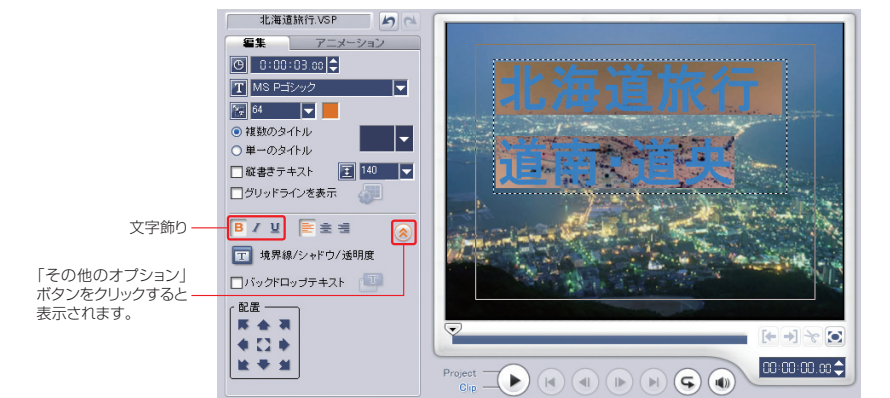 北海道旅行.VSP
編集 アニメーション
0:00:03.00
T MS Pゴシック
64
複数のタイトル
単一のタイトル
縦書きテキスト 140
グリッドラインを表示
文字飾り
B I U
T 境界線/シャドウ/透明度
「その他のオプション」
ボタンをクリックすると
表示されます。
バックドロップテキスト T
配置
北海道旅行
道南・道央
Project
Clip
00:00:00.00